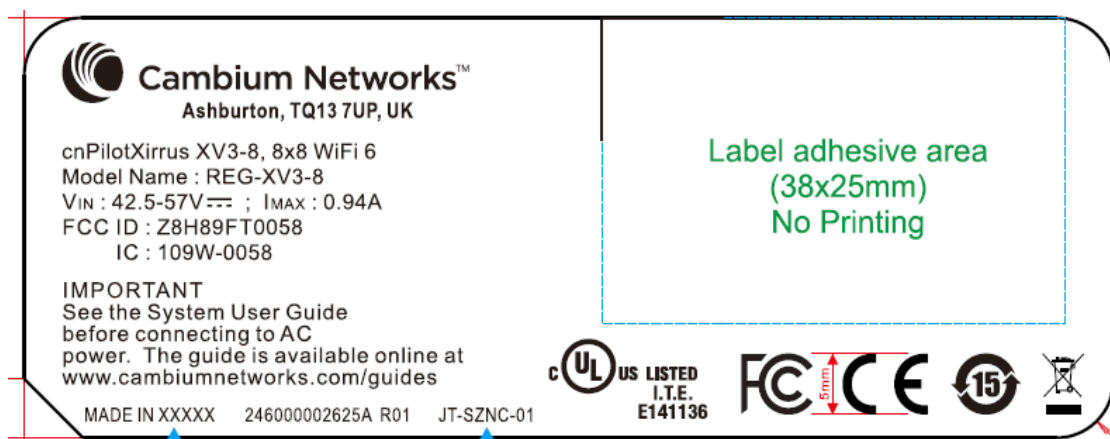 Cambium Networks™
Ashburton, TQ13 7UP, UK
cnPilotXirrus XV3-8, 8x8 WiFi 6
Model Name : REG-XV3-8
VIN : 42.5-57V ; IMAX : 0.94A
FCC ID : Z8H89FT0058
IC : 109W-0058
IMPORTANT
See the System User Guide
before connecting to AC
power. The guide is available online at
www.cambiumnetworks.com/guides
MADE IN XXXXX 246000002625A R01 JT-SZNC-01
Label adhesive area
(38x25mm)
No Printing
C UL US LISTED
I.T.E.
E141136
FC
5mm
CE
15